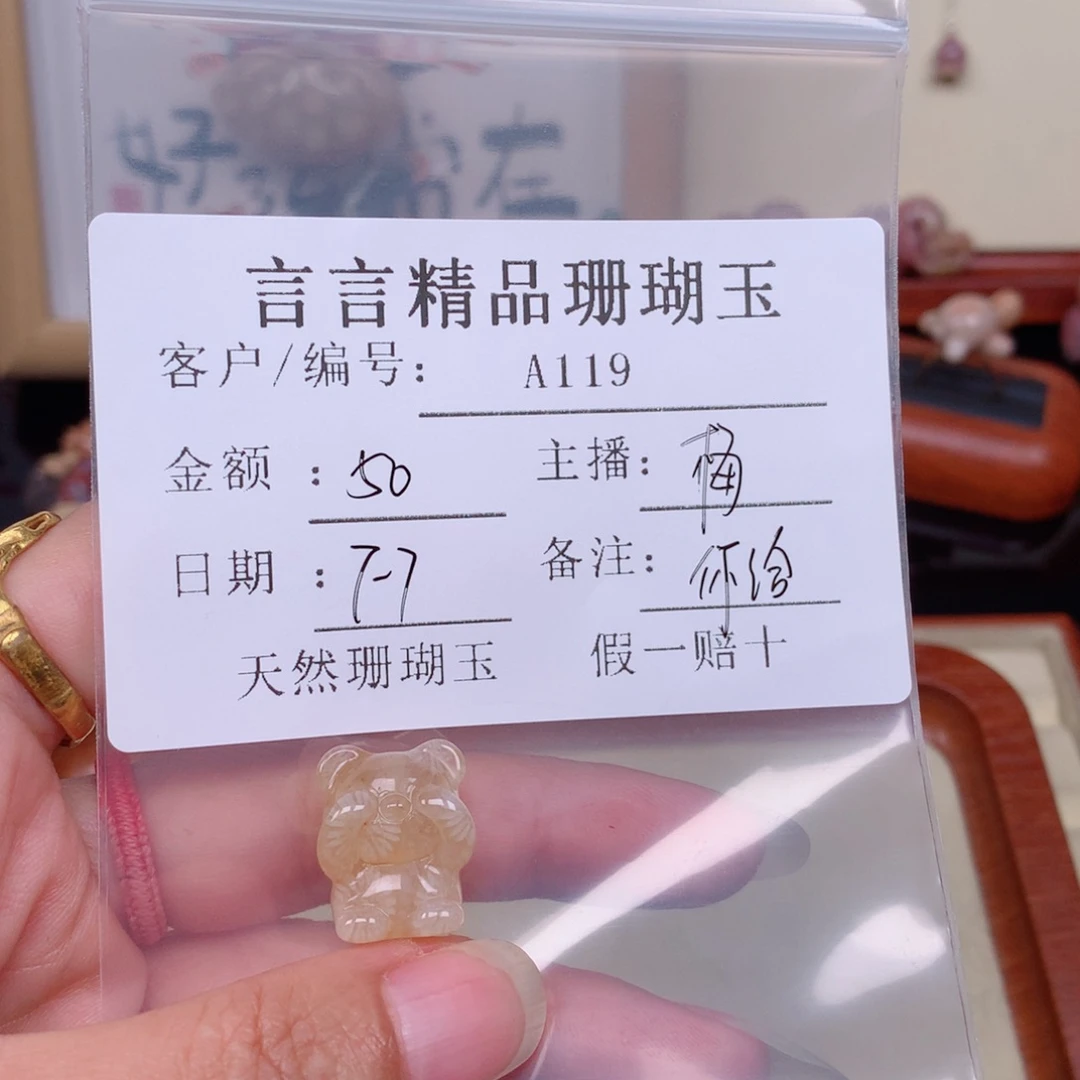 言言精品珊瑚玉
客户/编号: A119
金额 : 50 主播: 梅
日期 : 7-7 备注:
天然珊瑚玉 假一赔十